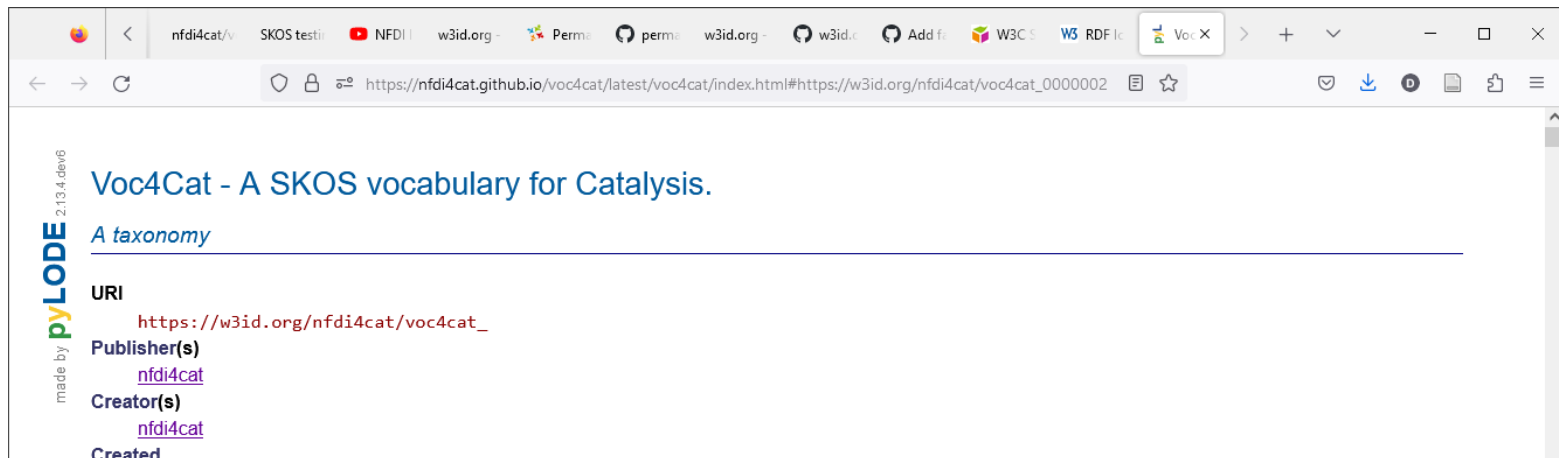 nfdi4cat/v
SKOS testi
NFDI
w3id.org -
Perma
perma
w3id.org -
w3id.c
Add fa
W3C S
W3 RDF lo
Voc
https://nfdi4cat.github.io/voc4cat/latest/voc4cat/index.html#https://w3id.org/nfdi4cat/voc4cat_0000002
D
made by pyLODE 2.13.4.dev6
Voc4Cat - A SKOS vocabulary for Catalysis.
A taxonomy
URI
https://w3id.org/nfdi4cat/voc4cat_
Publisher(s)
nfdi4cat
Creator(s)
nfdi4cat
Created